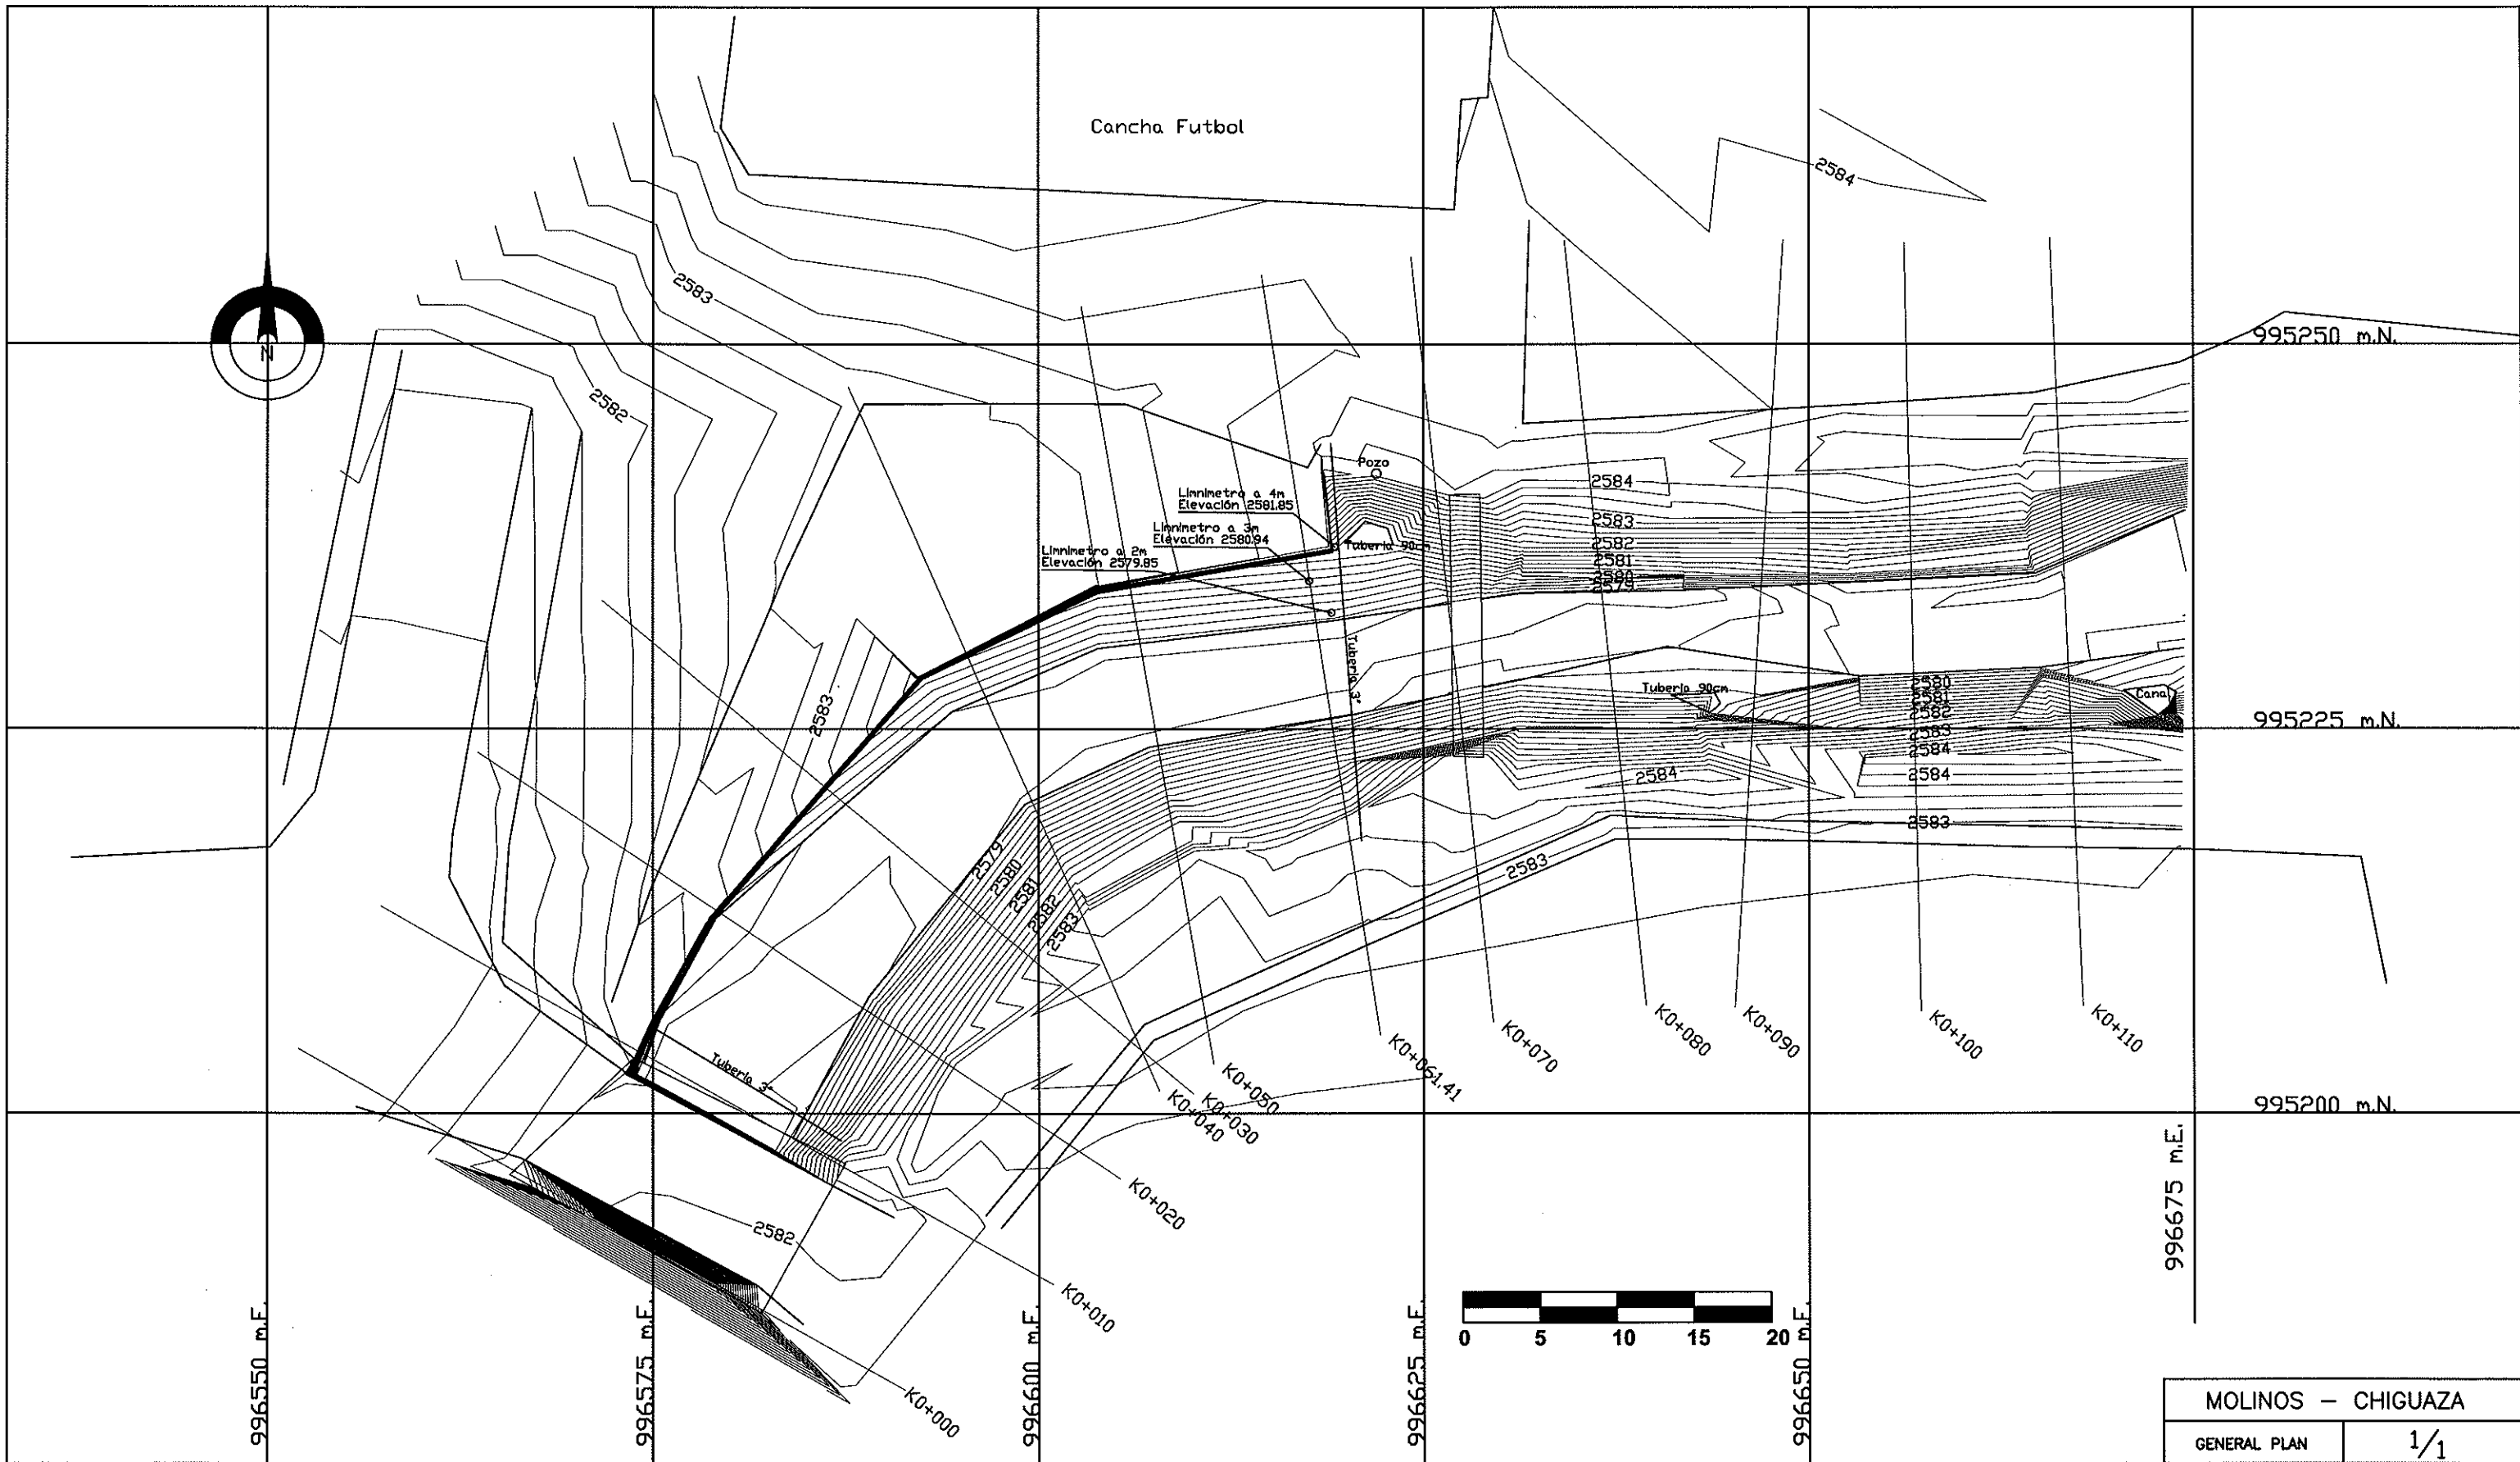 Cancha Futbol
2584
2583
995250 m.N.
N
2582
Pozo
2584
Limnimetro a 4m
Elevación 2581.85
2583
Limnimetro a 3m
Elevación 2580.94
2582
Tuberia 90cm
Limnimetro a 2m
Elevación 2579.85
2581
2580
2579
Tuberia 3"
2583
Tuberia 90cm
2580
2581
2582
Canal
995225 m.N.
2583
2584
2584
2584
2583
2583
2579
2580
2581
2582
2583
Tuberia 3"
K0+000
K0+010
K0+020
K0+030
K0+040
K0+050
K0+061.41
K0+070
K0+080
K0+090
K0+100
K0+110
995200 m.N.
2582
996550 m.E.
996575 m.E.
996600 m.E.
996625 m.E.
996650 m.E.
996675 m.E.
0 5 10 15 20
MOLINOS – CHIGUAZA
GENERAL PLAN 1/1